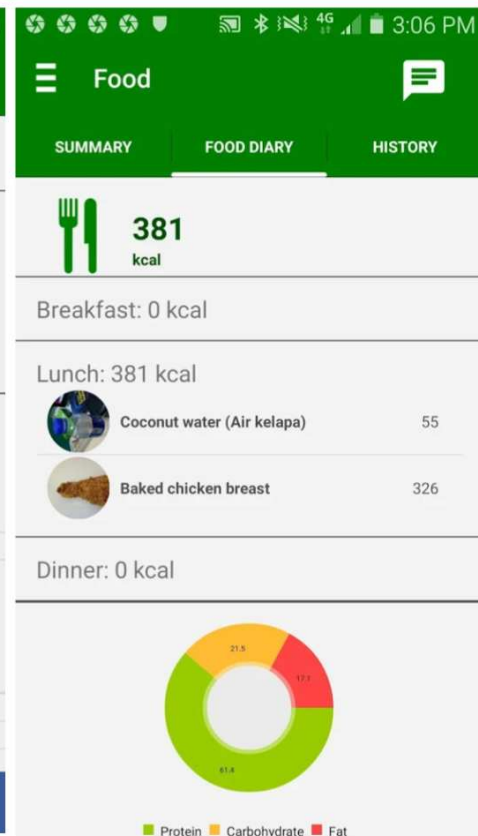 4G 3:06 PM
Food
SUMMARY FOOD DIARY HISTORY
381
kcal
Breakfast: 0 kcal
Lunch: 381 kcal
Coconut water (Air kelapa) 55
Baked chicken breast 326
Dinner: 0 kcal
21.5
17.1
61.4
Protein Carbohydrate Fat